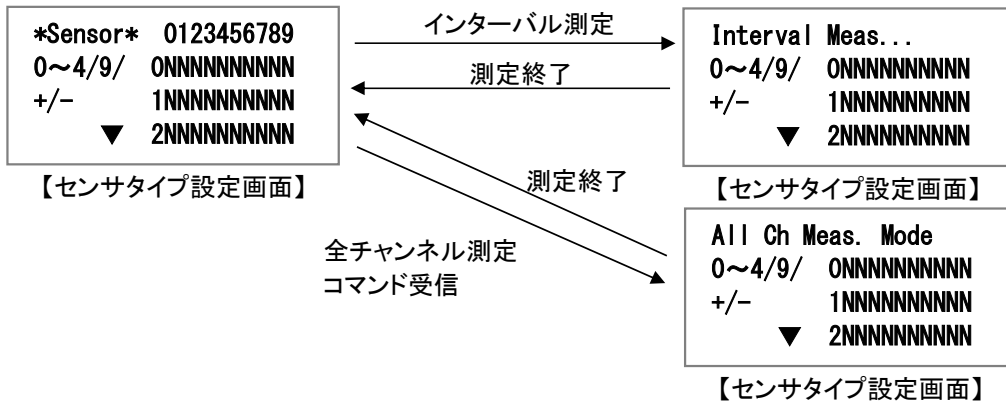 *Sensor* 0123456789
0～4/9/ 0NNNNNNNNNN
+/- 1NNNNNNNNNN
▼ 2NNNNNNNNNN
【センサタイプ設定画面】
インターバル測定
測定終了
Interval Meas...
0～4/9/ 0NNNNNNNNNN
+/- 1NNNNNNNNNN
▼ 2NNNNNNNNNN
【センサタイプ設定画面】
測定終了
全チャンネル測定
コマンド受信
All Ch Meas. Mode
0～4/9/ 0NNNNNNNNNN
+/- 1NNNNNNNNNN
▼ 2NNNNNNNNNN
【センサタイプ設定画面】